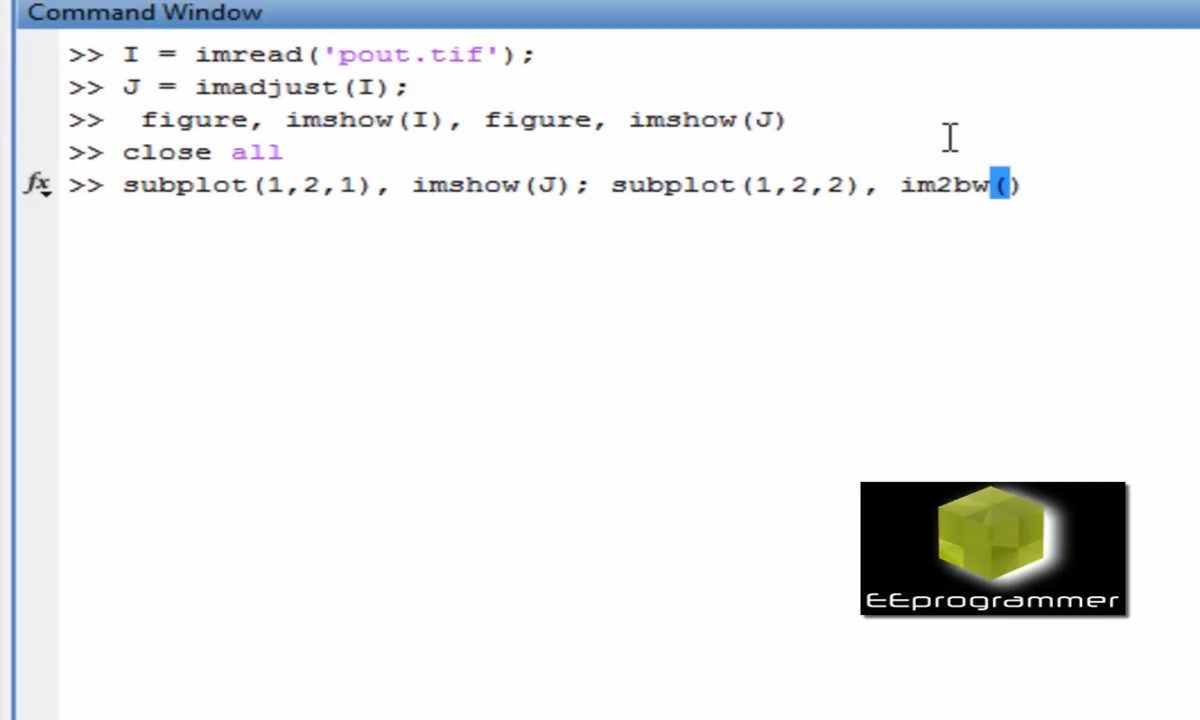 Command Window
>> I = imread('pout.tif');
>> J = imadjust(I);
>>  figure, imshow(I), figure, imshow(J)
>> close all
fx >> subplot(1,2,1), imshow(J); subplot(1,2,2), im2bw()
EEprogrammer